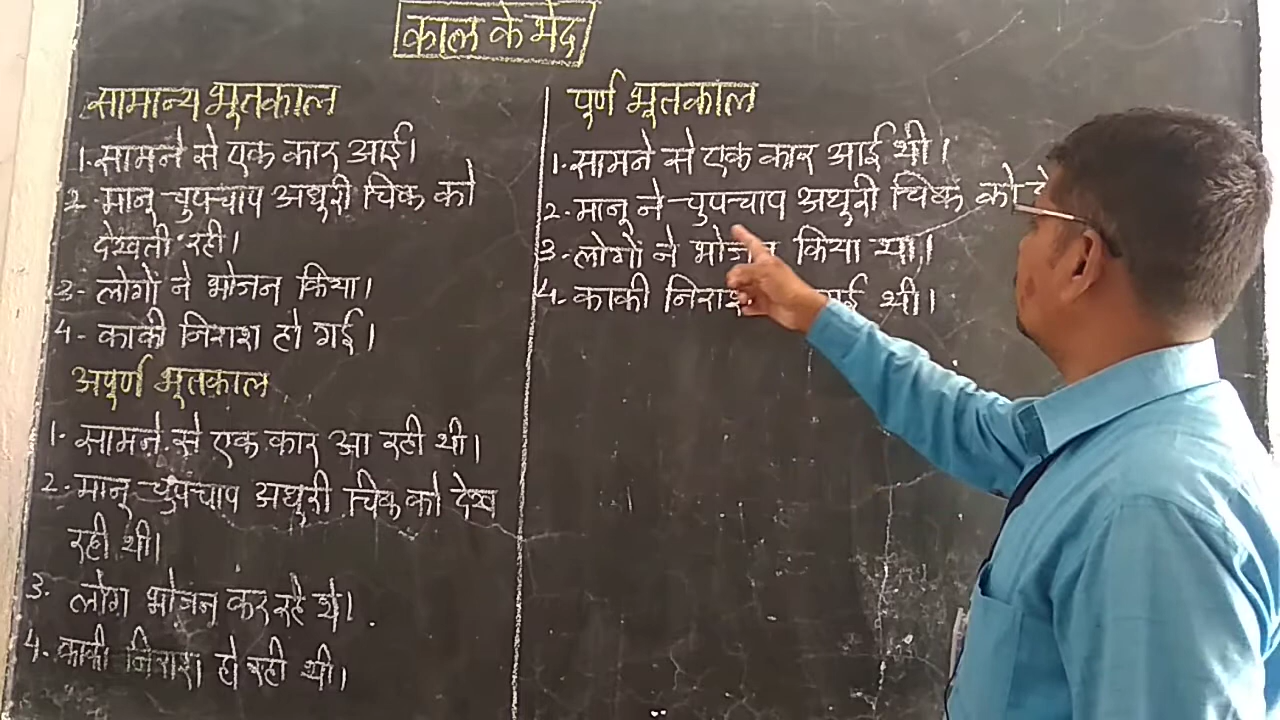 काल के भेद
सामान्य भूतकाल
1. सामने से एक कार आई।
2. मानू चुपचाप अधुरी चिक को
देखती रही।
3- लोगों ने भोजन किया।
4- काकी निराश हो गई।
अपूर्ण भूतकाल
1. सामने से एक कार आ रही थी।
2. मानू चुपचाप अधुरी चिक को देख
रही थी।
3. लोग भोजन कर रहे थे।
4. काकी निराश हो रही थी।
पूर्ण भूतकाल
1. सामने से एक कार आई थी।
2. मानू ने चुपचाप अधुरी चिक को
3- लोगों ने भोजन किया था।
4- काकी गई थी।